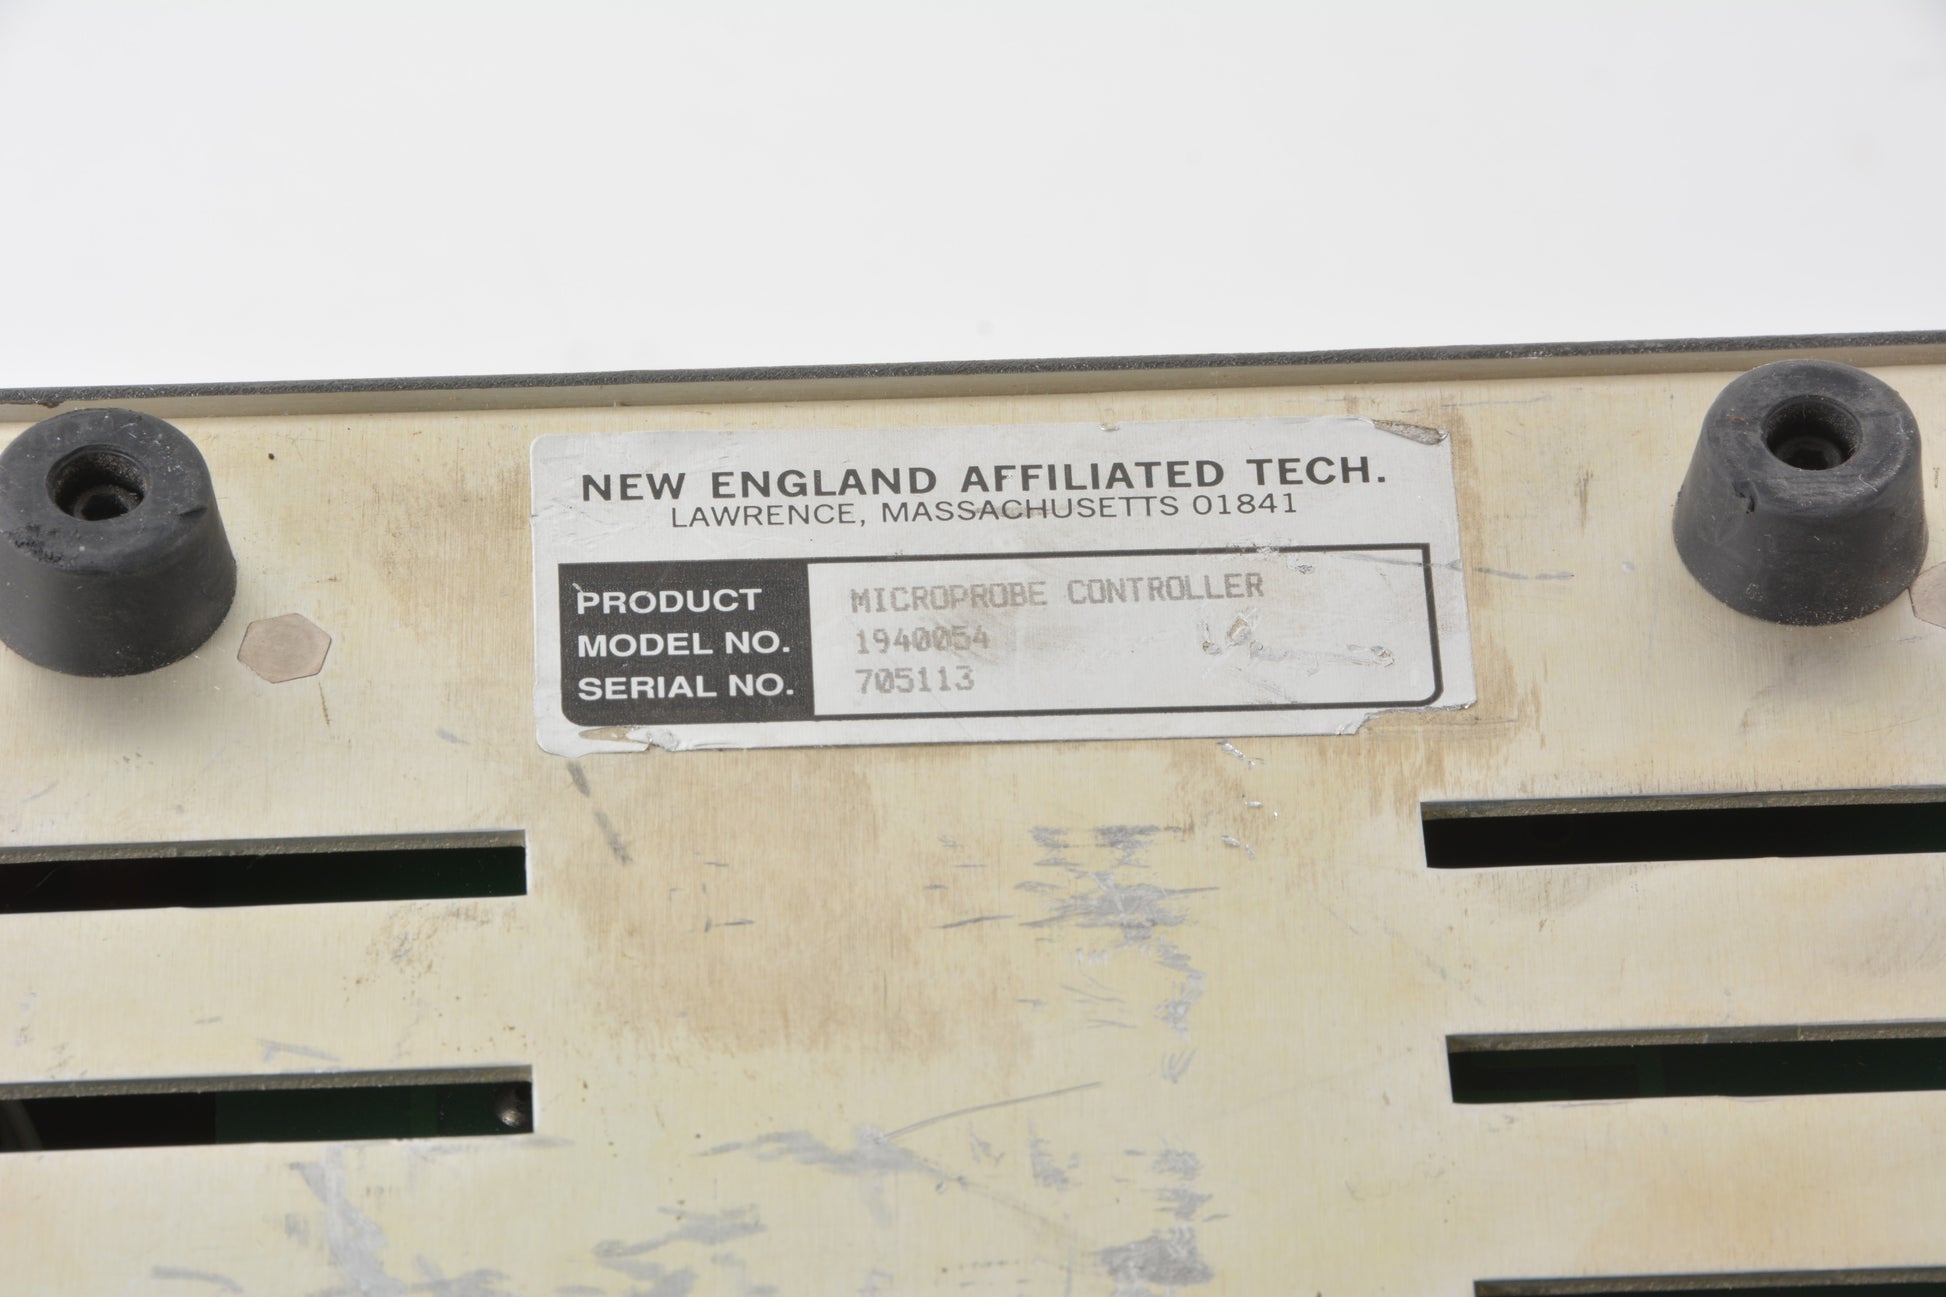 NEW ENGLAND AFFILIATED TECH.
LAWRENCE, MASSACHUSETTS 01841
PRODUCT MICROPROBE CONTROLLER
MODEL NO. 1940054
SERIAL NO. 705113